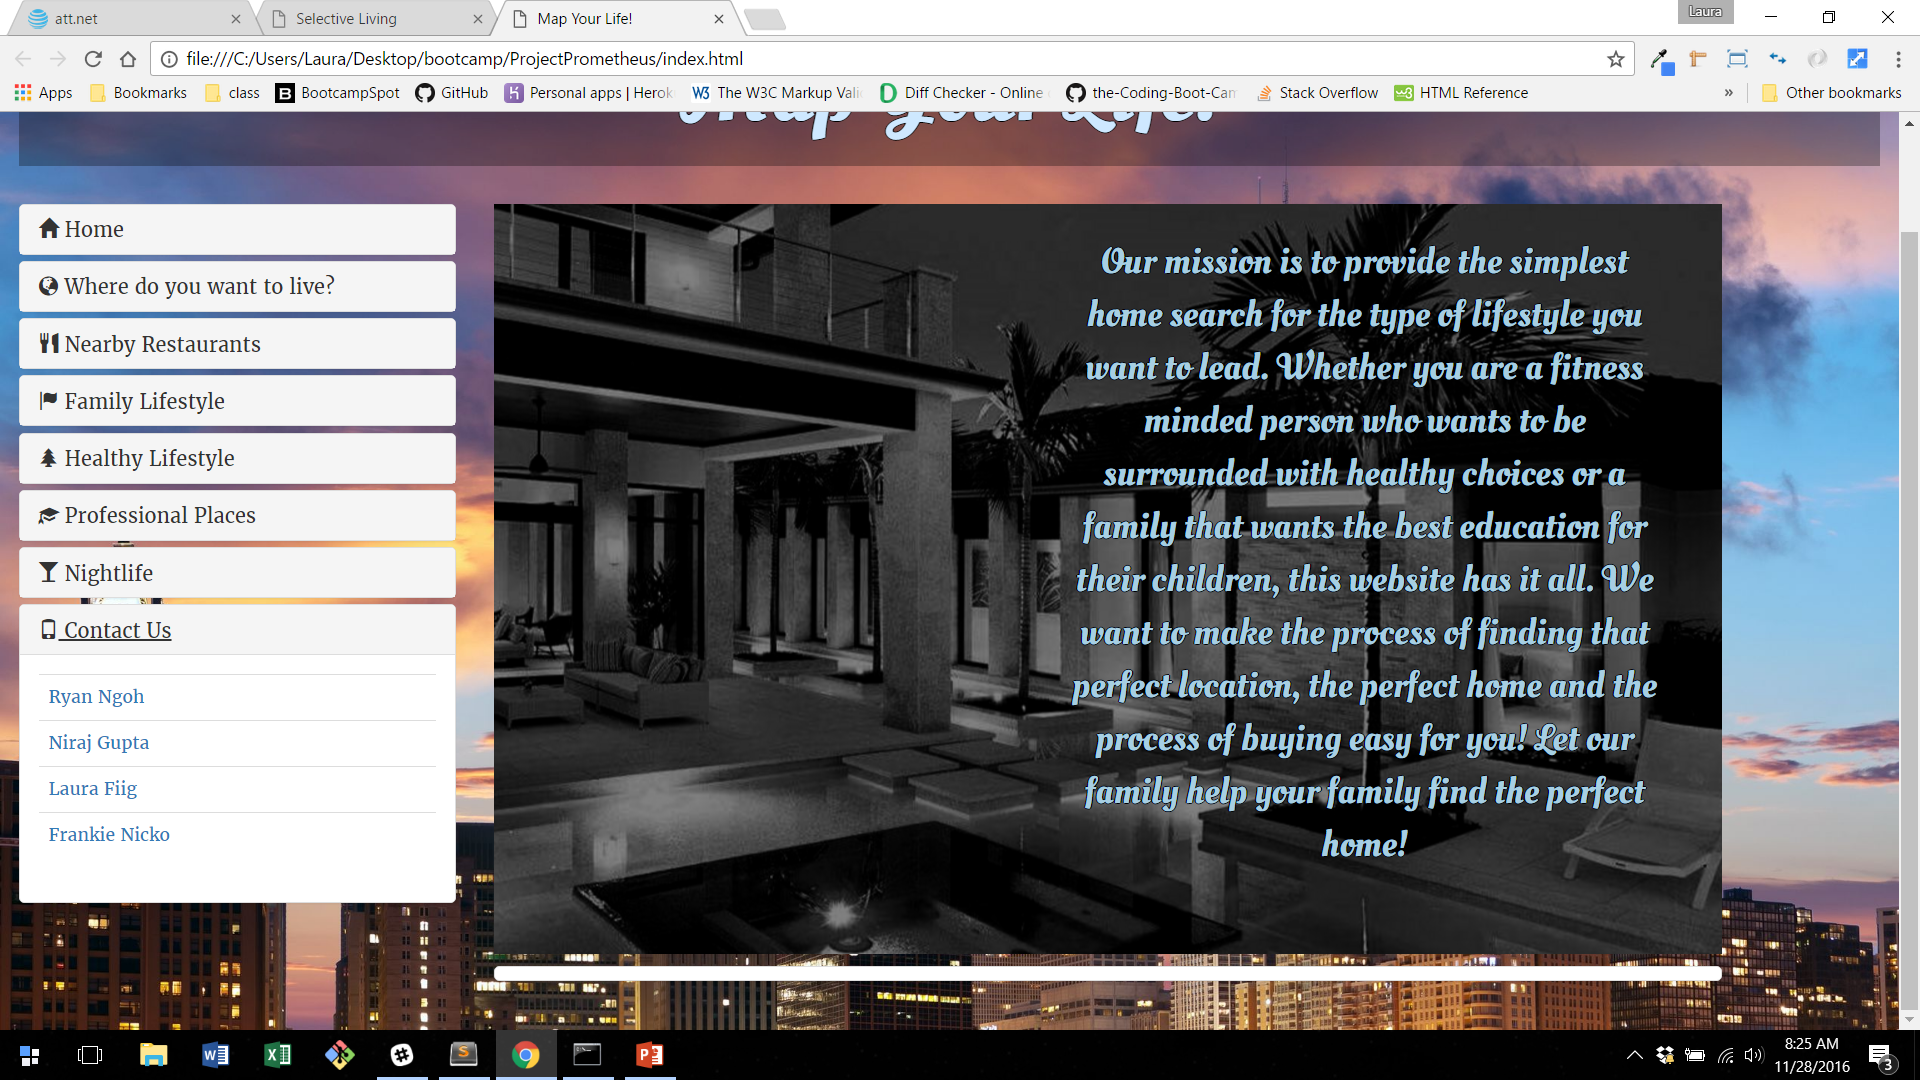 att.net
Selective Living
Map Your Life!
Laura
file:///C:/Users/Laura/Desktop/bootcamp/ProjectPrometheus/index.html
Apps
Bookmarks
class
BootcampSpot
GitHub
Personal apps | Herok
The W3C Markup Vali
Diff Checker - Online
the-Coding-Boot-Cam
Stack Overflow
HTML Reference
»
Other bookmarks
Map Your Life!
Home
Where do you want to live?
Nearby Restaurants
Family Lifestyle
Healthy Lifestyle
Professional Places
Nightlife
Contact Us
Ryan Ngoh
Niraj Gupta
Laura Fiig
Frankie Nicko
Our mission is to provide the simplest
home search for the type of lifestyle you
want to lead. Whether you are a fitness
minded person who wants to be
surrounded with healthy choices or a
family that wants the best education for
their children, this website has it all. We
want to make the process of finding that
perfect location, the perfect home and the
process of buying easy for you! Let our
family help your family find the perfect
home!
8:25 AM
11/28/2016
3